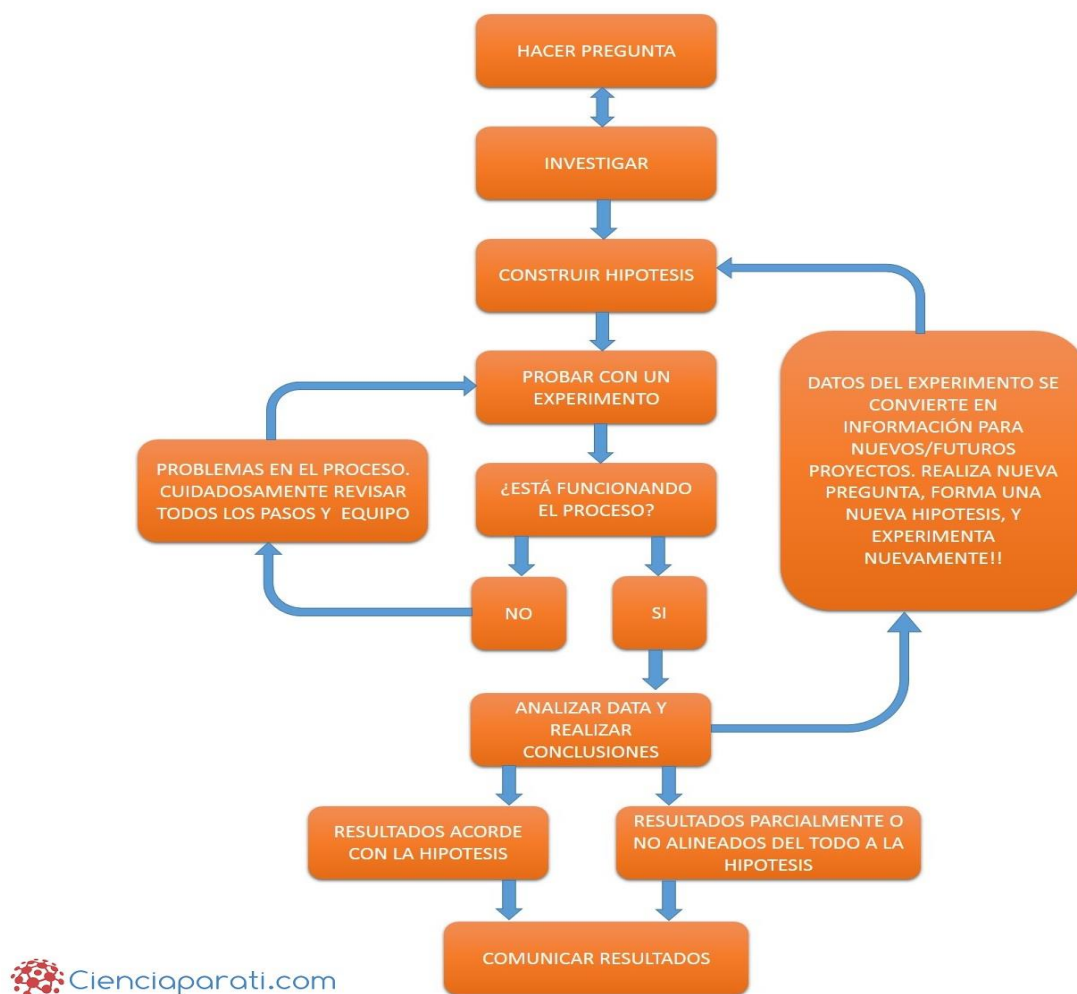 HACER PREGUNTA
INVESTIGAR
CONSTRUIR HIPOTESIS
PROBAR CON UN
EXPERIMENTO
¿ESTÁ FUNCIONANDO
EL PROCESO?
PROBLEMAS EN EL PROCESO.
CUIDADOSAMENTE REVISAR
TODOS LOS PASOS Y EQUIPO
DATOS DEL EXPERIMENTO SE
CONVIERTE EN
INFORMACIÓN PARA
NUEVOS/FUTUROS
PROYECTOS. REALIZA NUEVA
PREGUNTA, FORMA UNA
NUEVA HIPOTESIS, Y
EXPERIMENTA
NUEVAMENTE!!
NO
SI
ANALIZAR DATA Y
REALIZAR
CONCLUSIONES
RESULTADOS ACORDE
CON LA HIPOTESIS
RESULTADOS PARCIALMENTE O
NO ALINEADOS DEL TODO A LA
HIPOTESIS
COMUNICAR RESULTADOS
Cienciaparati.com